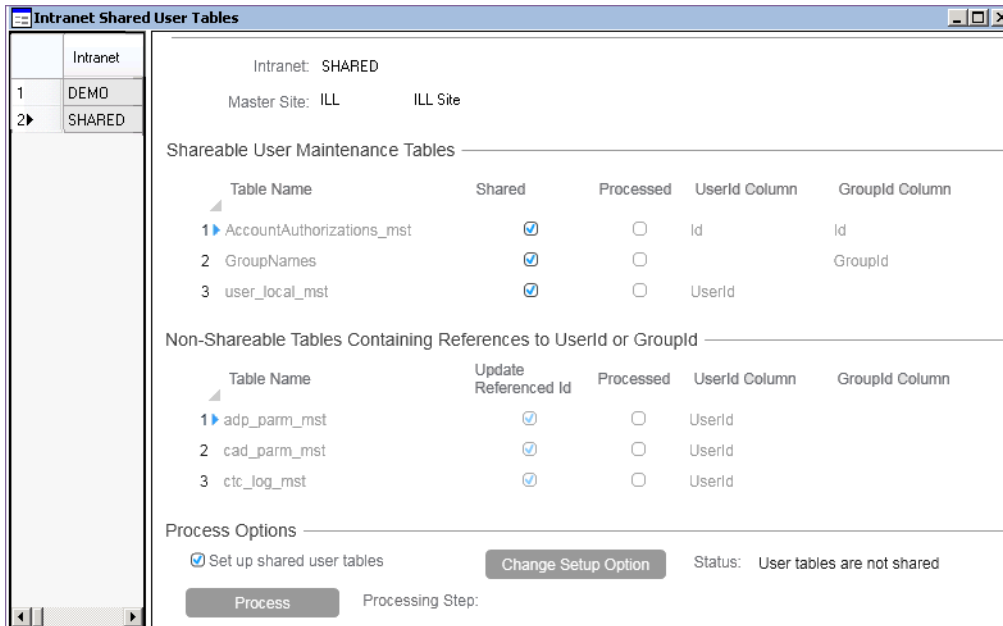 Intranet Shared User Tables
Intranet
1 DEMO
2 SHARED
Intranet: SHARED
Master Site: ILL ILL Site
Shareable User Maintenance Tables
Table Name Shared Processed UserId Column GroupId Column
1 AccountAuthorizations_mst Id Id
2 GroupNames GroupId
3 user_local_mst UserId
Non-Shareable Tables Containing References to UserId or GroupId
Table Name Update Referenced Id Processed UserId Column GroupId Column
1 adp_parm_mst UserId
2 cad_parm_mst UserId
3 ctc_log_mst UserId
Process Options
Set up shared user tables Change Setup Option Status: User tables are not shared
Process Processing Step: